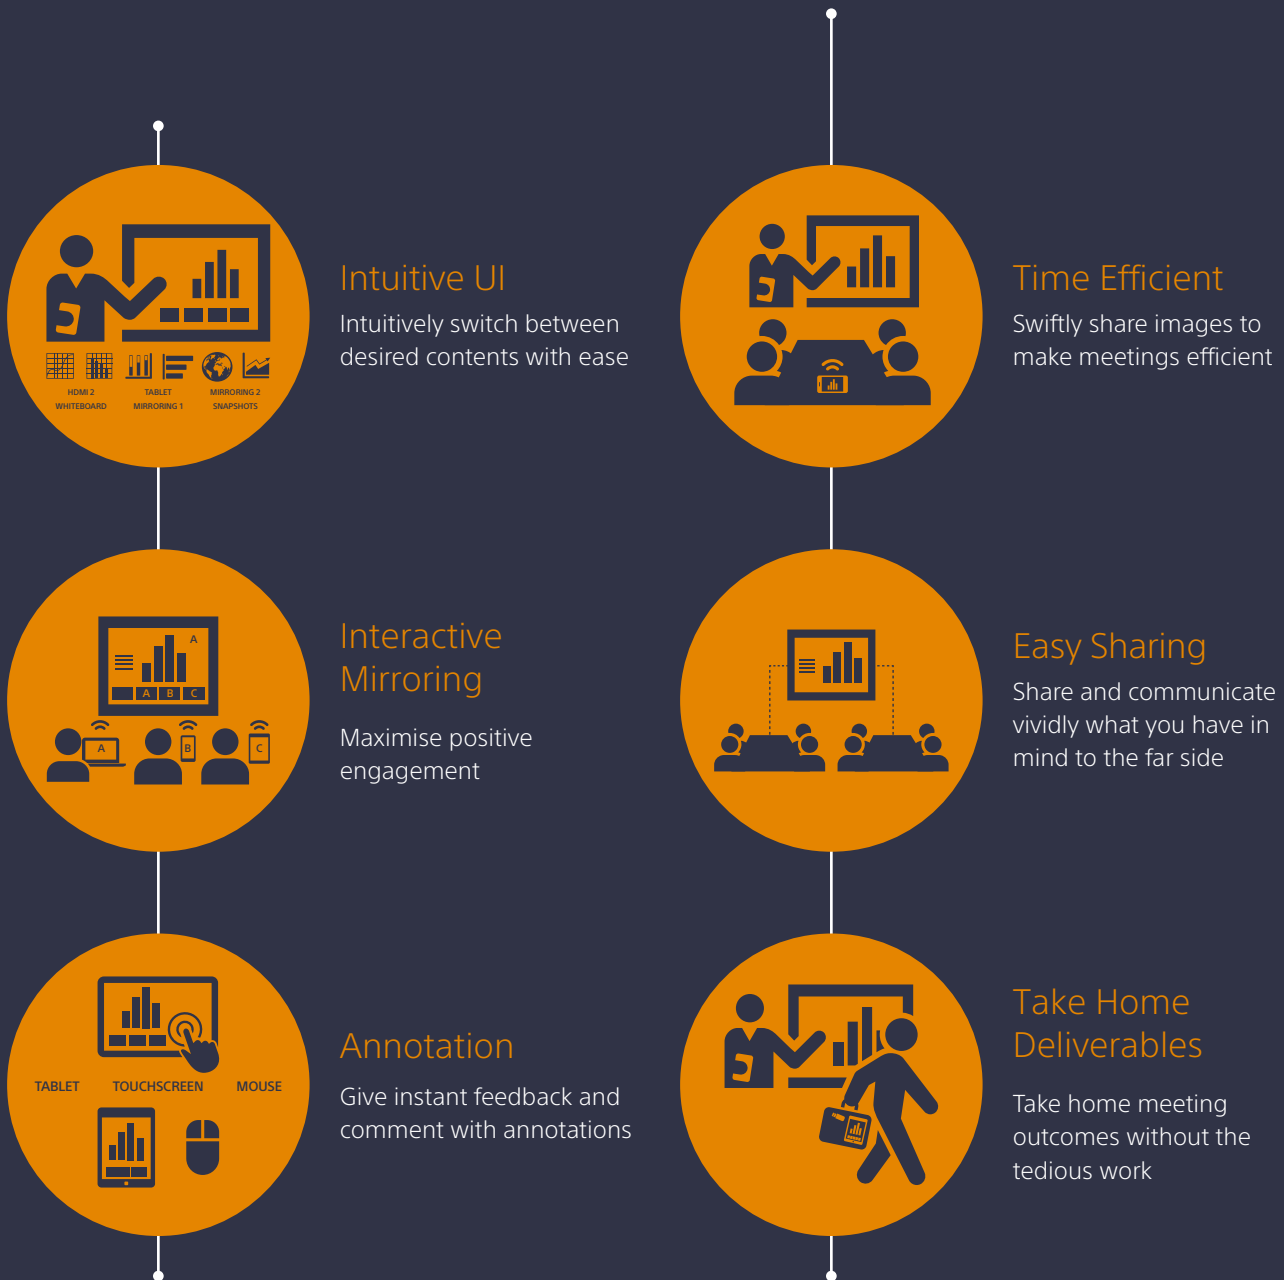 HDMI 2 TABLET MIRRORING 2
WHITEBOARD MIRRORING 1 SNAPSHOTS
Intuitive UI
Intuitively switch between
desired contents with ease
A
A B C
A B C
Interactive
Mirroring
Maximise positive
engagement
TABLET TOUCHSCREEN MOUSE
Annotation
Give instant feedback and
comment with annotations
Time Efficient
Swiftly share images to
make meetings efficient
Easy Sharing
Share and communicate
vividly what you have in
mind to the far side
Take Home
Deliverables
Take home meeting
outcomes without the
tedious work